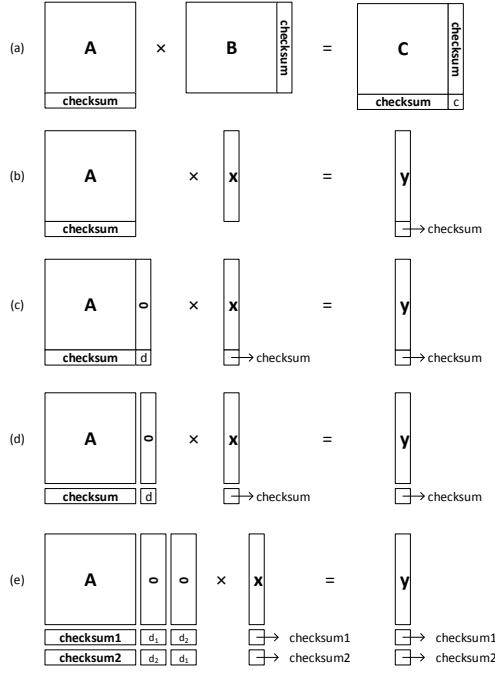 (a) A × B checksum = C checksum
checksum checksum c
(b) A × x = y
checksum checksum
(c) A 0 × x = y
checksum d checksum checksum
(d) A 0 × x = y
checksum d checksum checksum
(e) A 0 0 × x = y
checksum1 d₁ d₂ checksum1 checksum1
checksum2 d₂ d₁ checksum2 checksum2